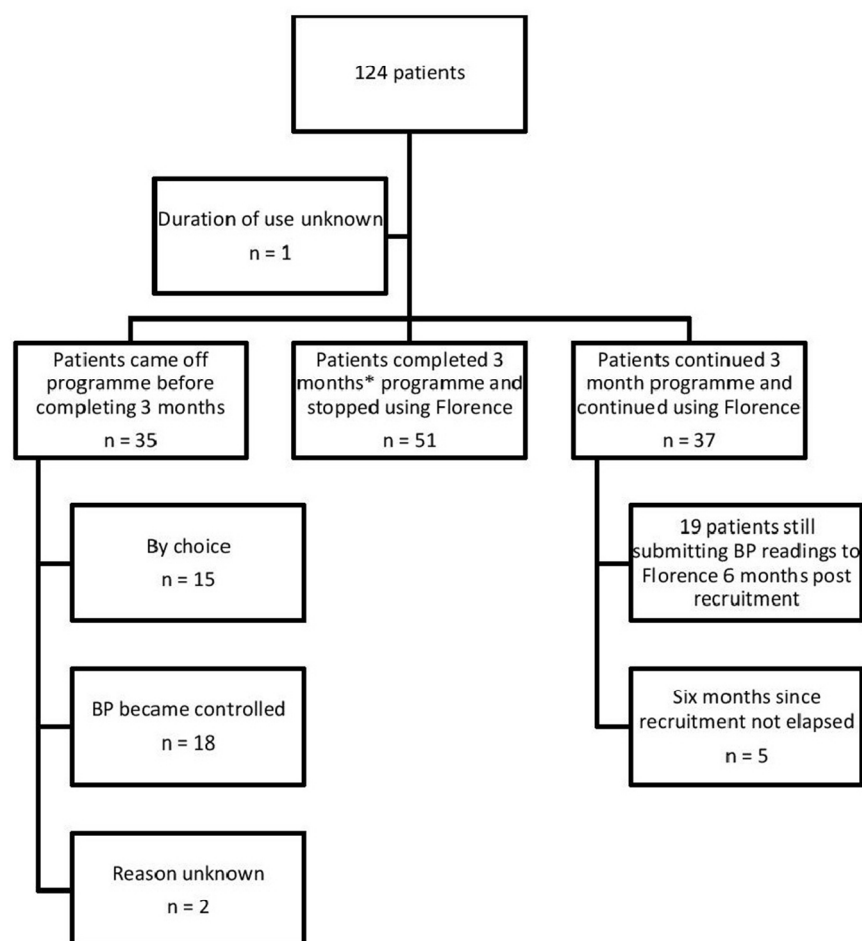 124 patients
Duration of use unknown
n = 1
Patients came off
programme before
completing 3 months
n = 35
Patients completed 3
months* programme and
stopped using Florence
n = 51
Patients continued 3
month programme and
continued using Florence
n = 37
By choice
n = 15
BP became controlled
n = 18
Reason unknown
n = 2
19 patients still
submitting BP readings to
Florence 6 months post
recruitment
Six months since
recruitment not elapsed
n = 5